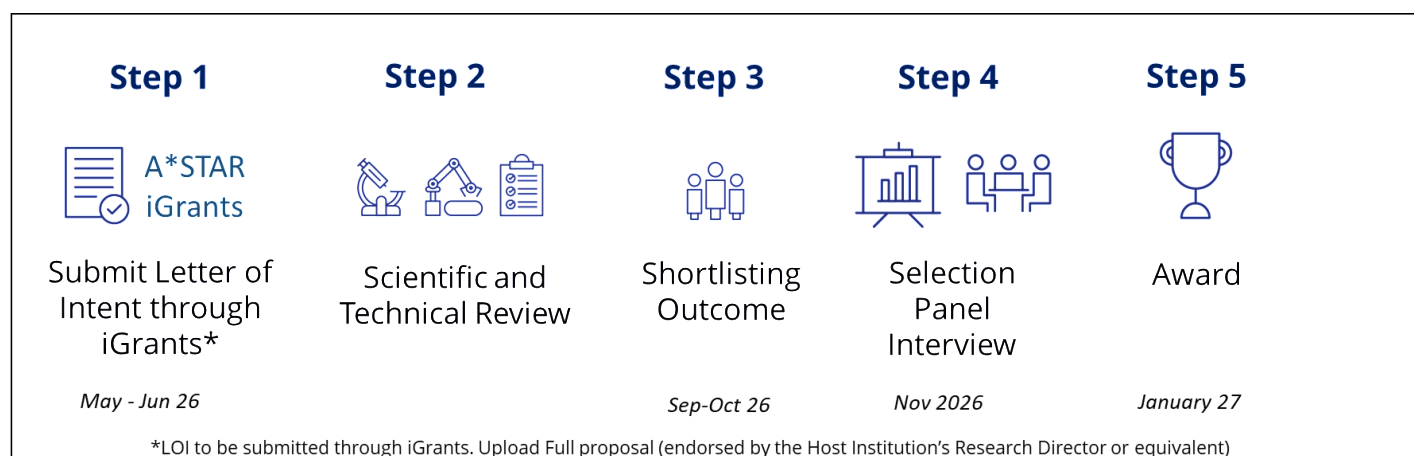 Step 1
Step 2
Step 3
Step 4
Step 5
A*STAR
iGrants
Submit Letter of
Intent through
iGrants*
Scientific and
Technical Review
Shortlisting
Outcome
Selection
Panel
Interview
Award
May - Jun 26
Sep-Oct 26
Nov 2026
January 27
*LOI to be submitted through iGrants. Upload Full proposal (endorsed by the Host Institution's Research Director or equivalent)